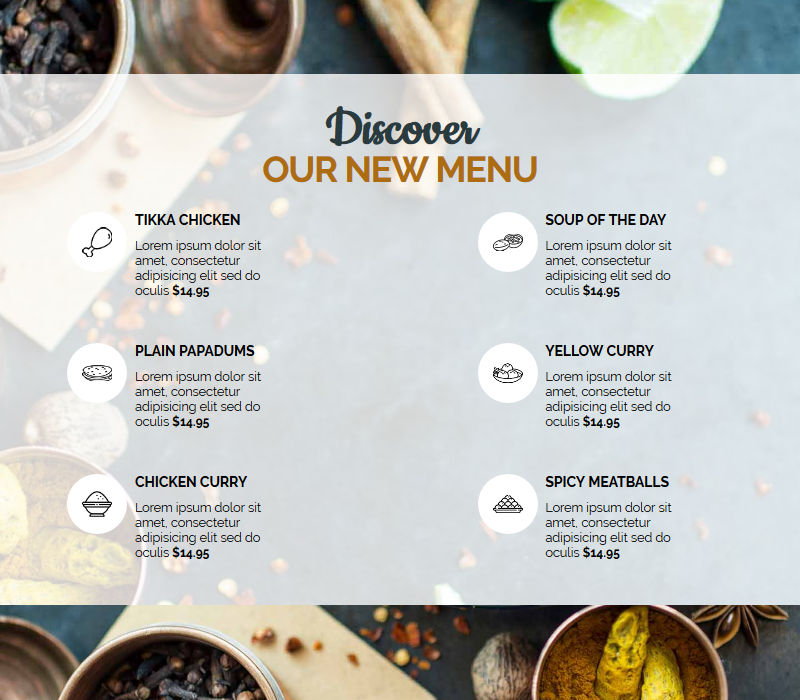 Discover
OUR NEW MENU
TIKKA CHICKEN
Lorem ipsum dolor sit
amet, consectetur
adipisicing elit sed do
oculis $14.95
SOUP OF THE DAY
Lorem ipsum dolor sit
amet, consectetur
adipisicing elit sed do
oculis $14.95
PLAIN PAPADUMS
Lorem ipsum dolor sit
amet, consectetur
adipisicing elit sed do
oculis $14.95
YELLOW CURRY
Lorem ipsum dolor sit
amet, consectetur
adipisicing elit sed do
oculis $14.95
CHICKEN CURRY
Lorem ipsum dolor sit
amet, consectetur
adipisicing elit sed do
oculis $14.95
SPICY MEATBALLS
Lorem ipsum dolor sit
amet, consectetur
adipisicing elit sed do
oculis $14.95